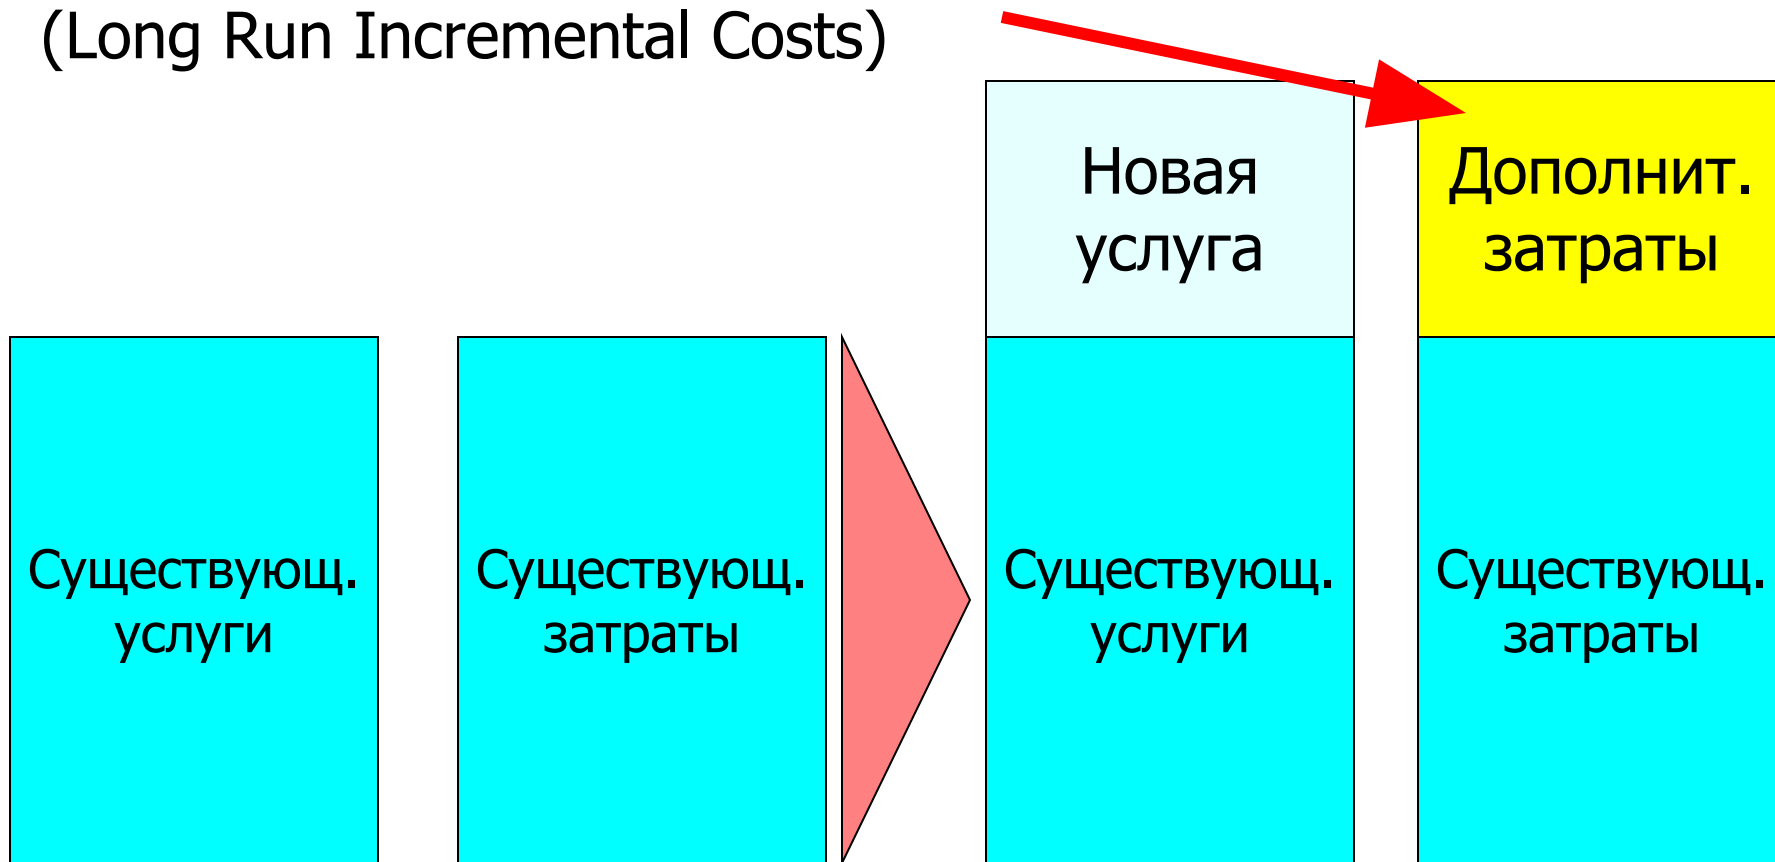 (Long Run Incremental Costs)
Новая
услуга
Дополнит.
затраты
Существующ.
услуги
Существующ.
затраты
Существующ.
услуги
Существующ.
затраты